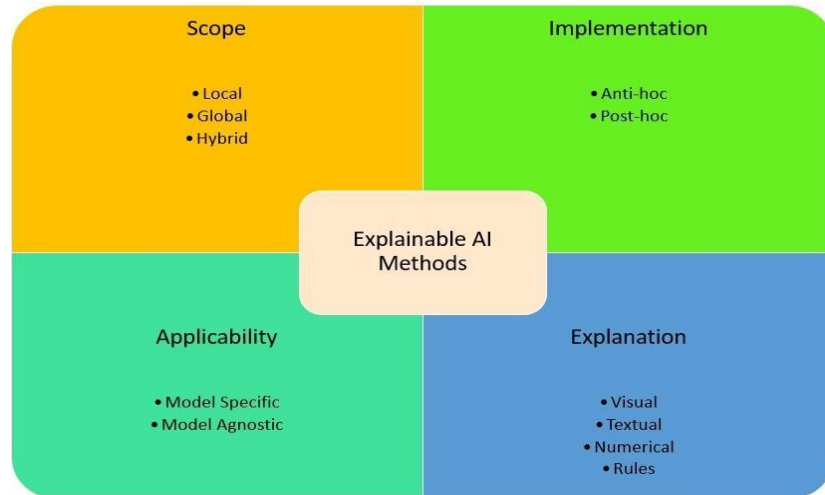 Scope
• Local
• Global
• Hybrid
Implementation
• Anti-hoc
• Post-hoc
Explainable AI
Methods
Applicability
• Model Specific
• Model Agnostic
Explanation
• Visual
• Textual
• Numerical
• Rules